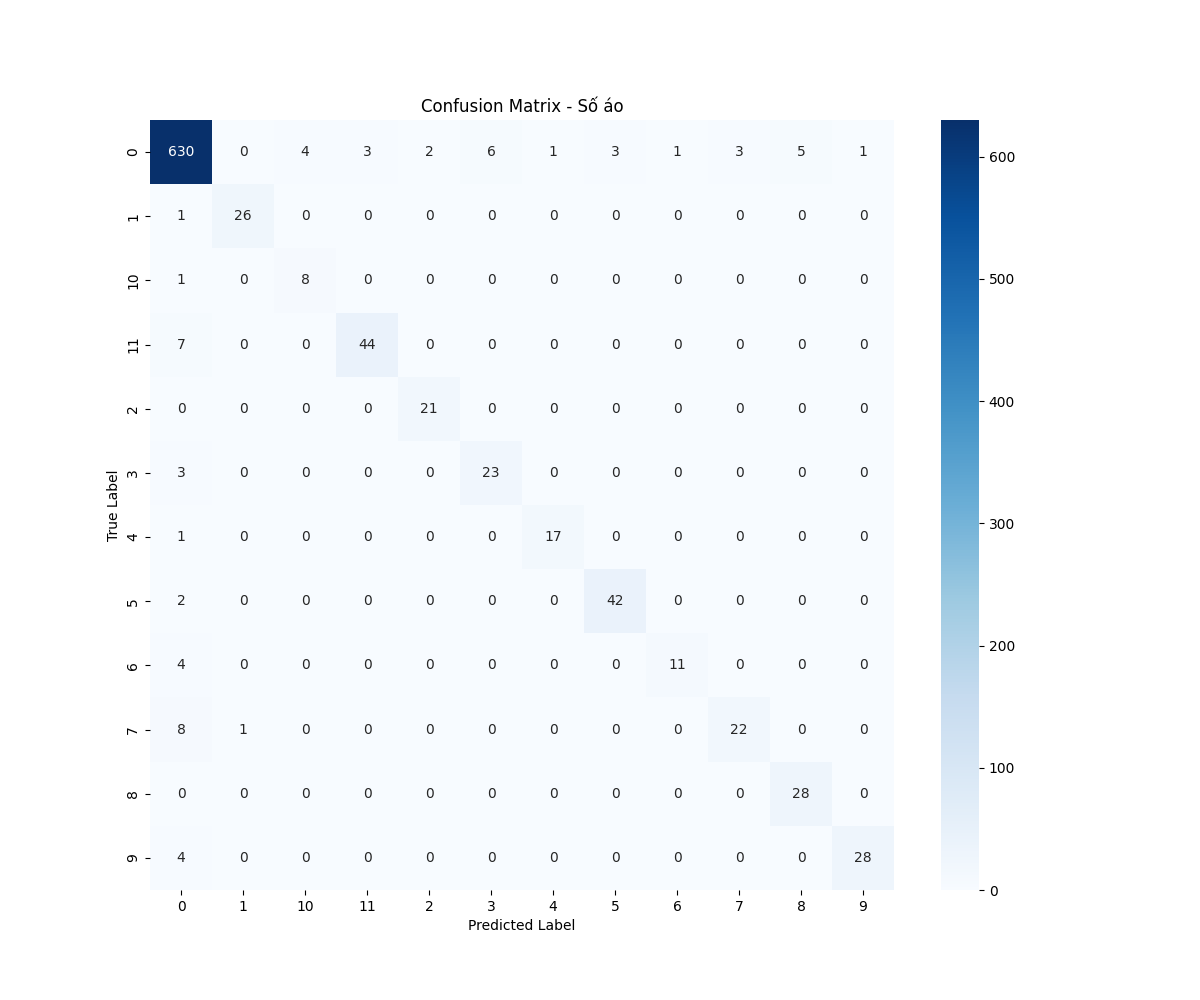 Confusion Matrix - Số áo
0 630 0 4 3 2 6 1 3 1 3 5 1
1 1 26 0 0 0 0 0 0 0 0 0 0
10 1 0 8 0 0 0 0 0 0 0 0 0
11 7 0 0 44 0 0 0 0 0 0 0 0
2 0 0 0 0 21 0 0 0 0 0 0 0
3 3 0 0 0 0 23 0 0 0 0 0 0
4 1 0 0 0 0 0 17 0 0 0 0 0
5 2 0 0 0 0 0 0 42 0 0 0 0
6 4 0 0 0 0 0 0 0 11 0 0 0
7 8 1 0 0 0 0 0 0 0 22 0 0
8 0 0 0 0 0 0 0 0 0 0 28 0
9 4 0 0 0 0 0 0 0 0 0 0 28
0 1 10 11 2 3 4 5 6 7 8 9
Predicted Label
True Label
600
500
400
300
200
100
0